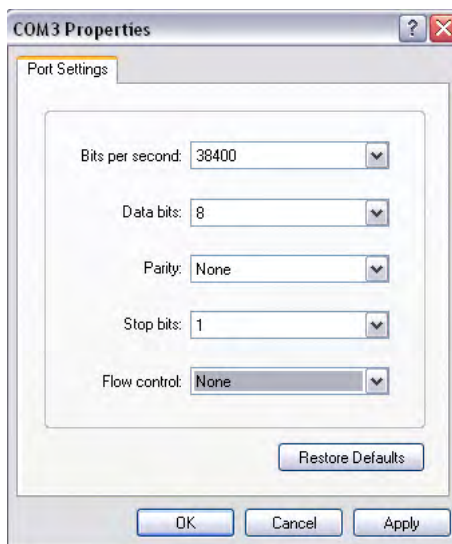 COM3 Properties
Port Settings
Bits per second: 38400
Data bits: 8
Parity: None
Stop bits: 1
Flow control: None
Restore Defaults
OK Cancel Apply